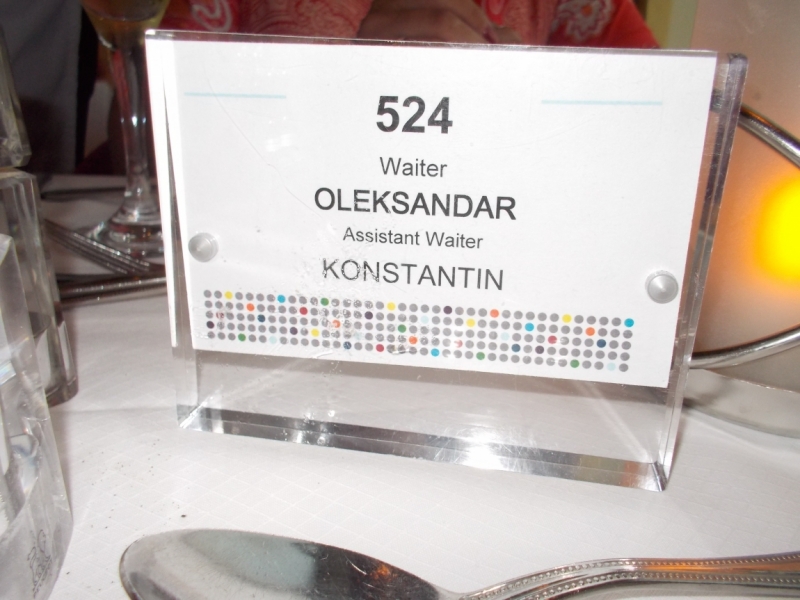 524
Waiter
OLEKSANDAR
Assistant Waiter
KONSTANTIN